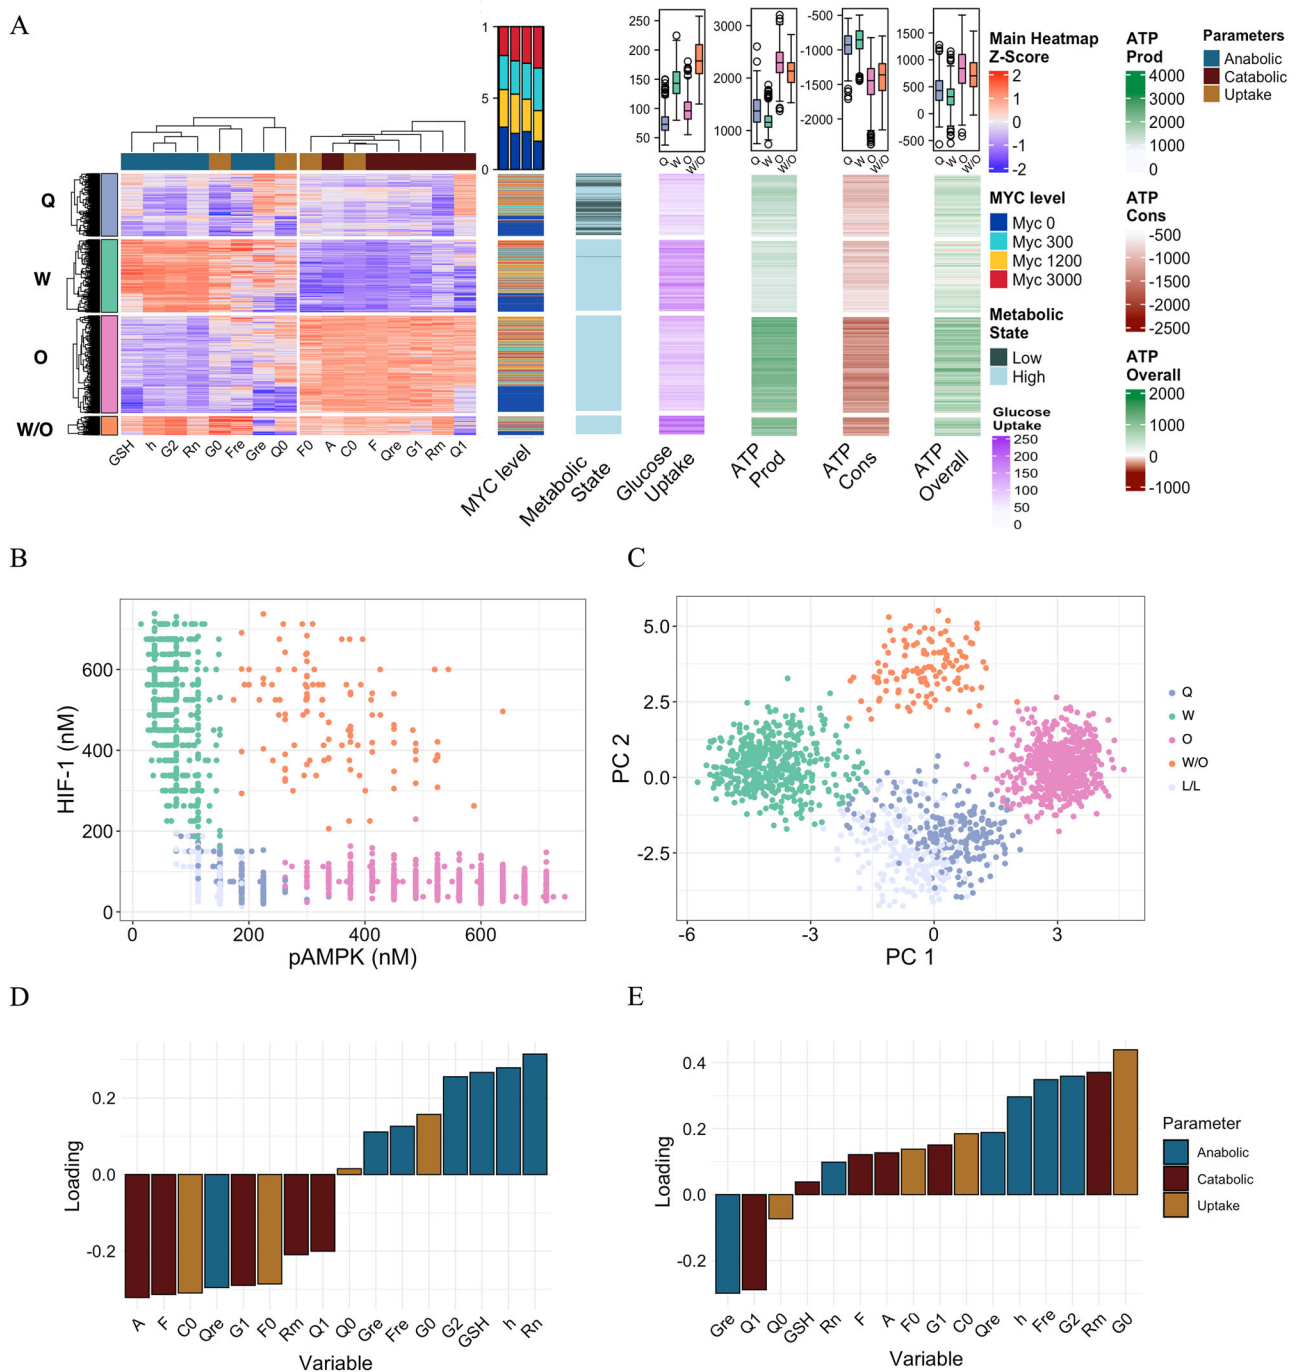 A
1
5
0
250
200
150
100
50
Q
W
O
W/O
3000
2000
1000
Q
W
O
W/O
-500
-1000
-1500
-2000
Q
W
O
W/O
1500
1000
500
0
-500
Q
W
O
W/O
Main Heatmap
Z-Score
2
1
0
-1
-2
ATP
Prod
4000
3000
2000
1000
0
Parameters
Anabolic
Catabolic
Uptake
MYC level
Myc 0
Myc 300
Myc 1200
Myc 3000
ATP
Cons
-500
-1000
-1500
-2000
-2500
Metabolic
State
Low
High
ATP
Overall
2000
1000
0
-1000
Glucose
Uptake
250
200
150
100
50
0
Q
W
O
W/O
GSH
h
G2
Rn
G0
Fre
Gre
Q0
F0
A
C0
F
Qre
G1
Rm
Q1
MYC level
Metabolic
State
Glucose
Uptake
ATP
Prod
ATP
Cons
ATP
Overall
B
HIF-1 (nM)
600
400
200
0
0
200
400
600
pAMPK (nM)
C
PC 2
5.0
2.5
0.0
-2.5
-6
-3
0
3
PC 1
Q
W
O
W/O
L/L
D
Loading
0.2
0.0
-0.2
A
F
C0
Qre
G1
F0
Rm
Q1
Q0
Gre
Fre
G0
G2
GSH
h
Rn
Variable
E
Loading
0.4
0.2
0.0
-0.2
Gre
Q1
Q0
GSH
Rn
F
A
F0
G1
C0
Qre
h
Fre
G2
Rm
G0
Variable
Parameter
Anabolic
Catabolic
Uptake